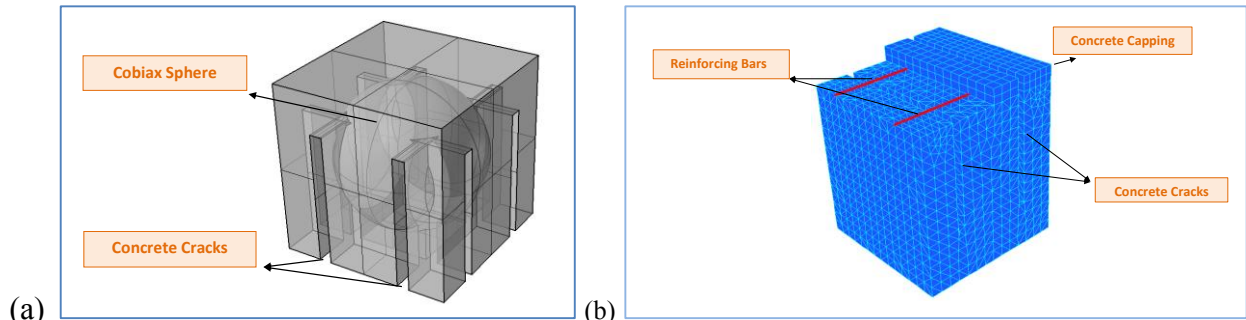 Cobiax Sphere
Concrete Cracks
(a)
Concrete Capping
Reinforcing Bars
Concrete Cracks
(b)